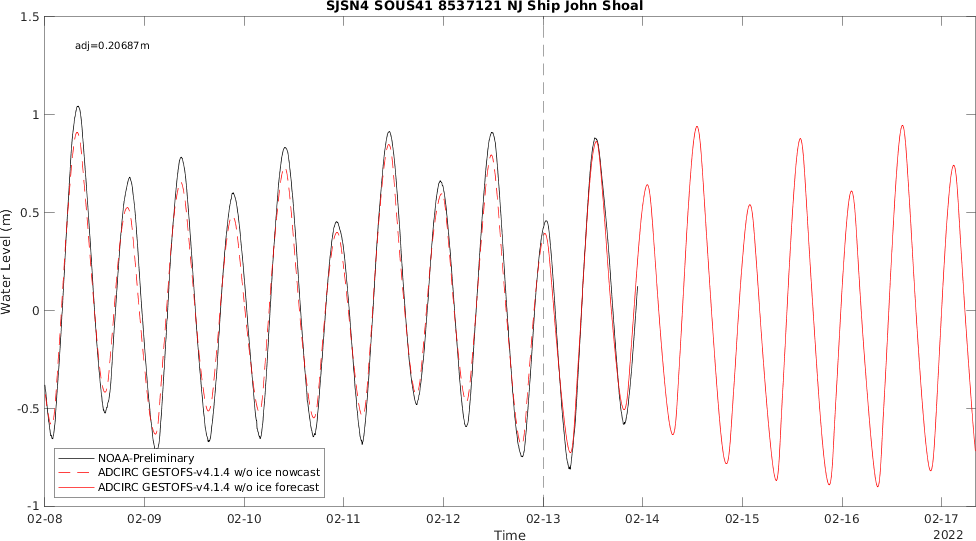 SJSN4 SOUS41 8537121 NJ Ship John Shoal
1.5
adj=0.20687m
1
0.5
0
-0.5
-1
Water Level (m)
NOAA-Preliminary
ADCIRC GESTOFS-v4.1.4 w/o ice nowcast
ADCIRC GESTOFS-v4.1.4 w/o ice forecast
02-08 02-09 02-10 02-11 02-12 02-13 02-14 02-15 02-16 02-17
Time
2022